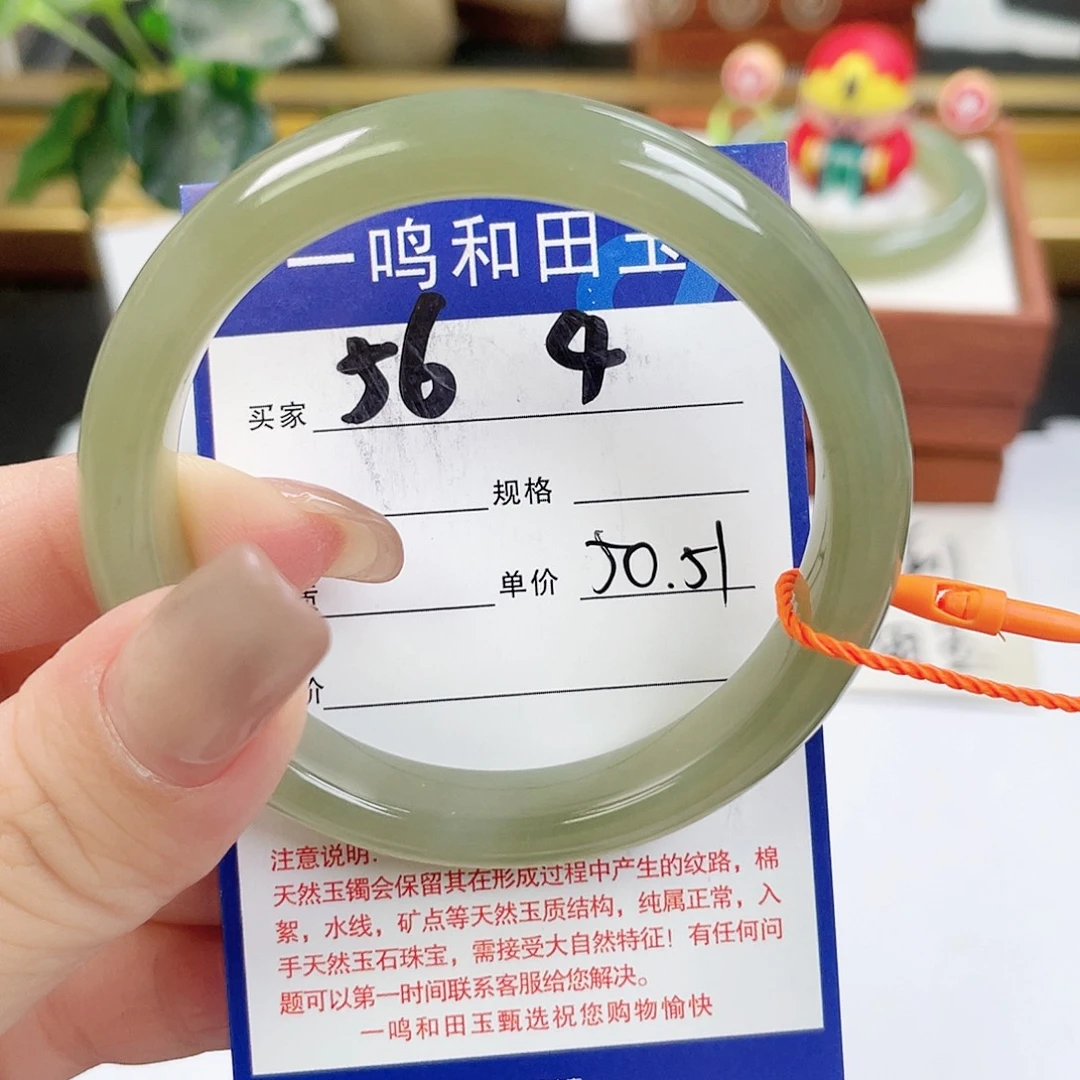 一鸣和田玉
买家 56 4
规格
单价 50.51
价
注意说明:
天然玉镯会保留其在形成过程中产生的纹路，棉
絮，水线，矿点等天然玉质结构，纯属正常，入
手天然玉石珠宝，需接受大自然特征！有任何问
题可以第一时间联系客服给您解决。
一鸣和田玉甄选祝您购物愉快